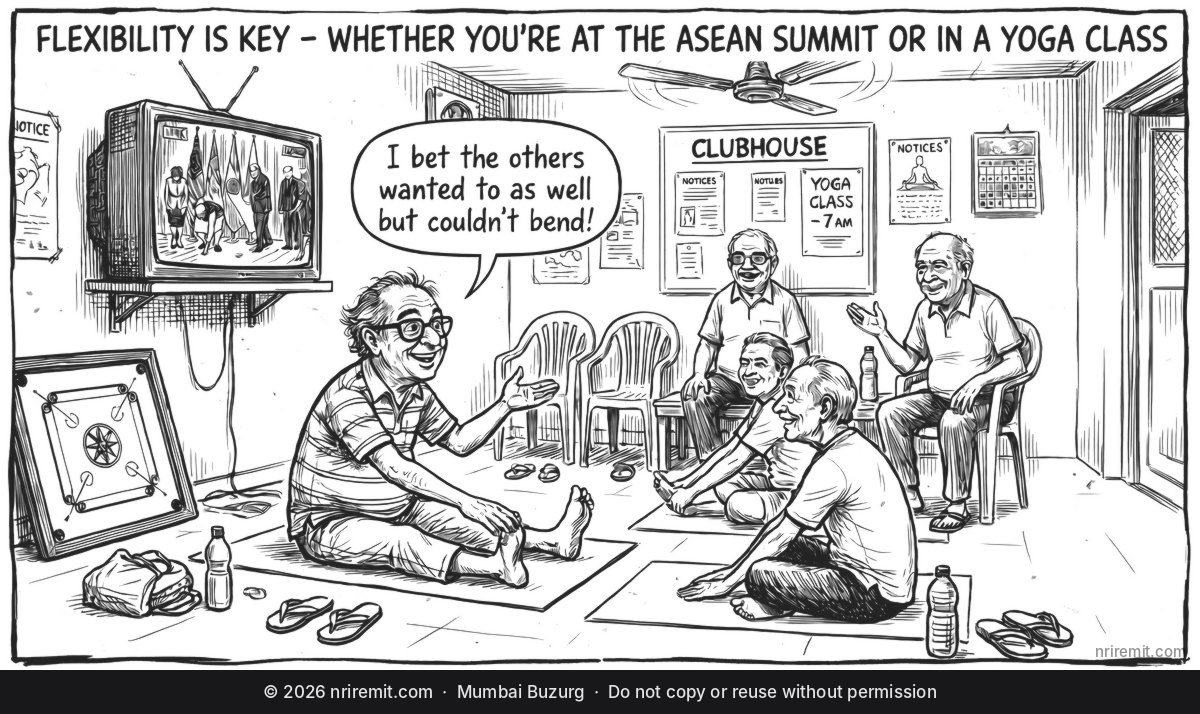 FLEXIBILITY IS KEY – WHETHER YOU'RE AT THE ASEAN SUMMIT OR IN A YOGA CLASS
NOTICE
I bet the others
wanted to as well
but couldn't bend!
CLUBHOUSE
NOTICES
YOGA
CLASS
-7 AM
NOTICES
nriremit.com
© 2026 nriremit.com · Mumbai Buzurg · Do not copy or reuse without permission